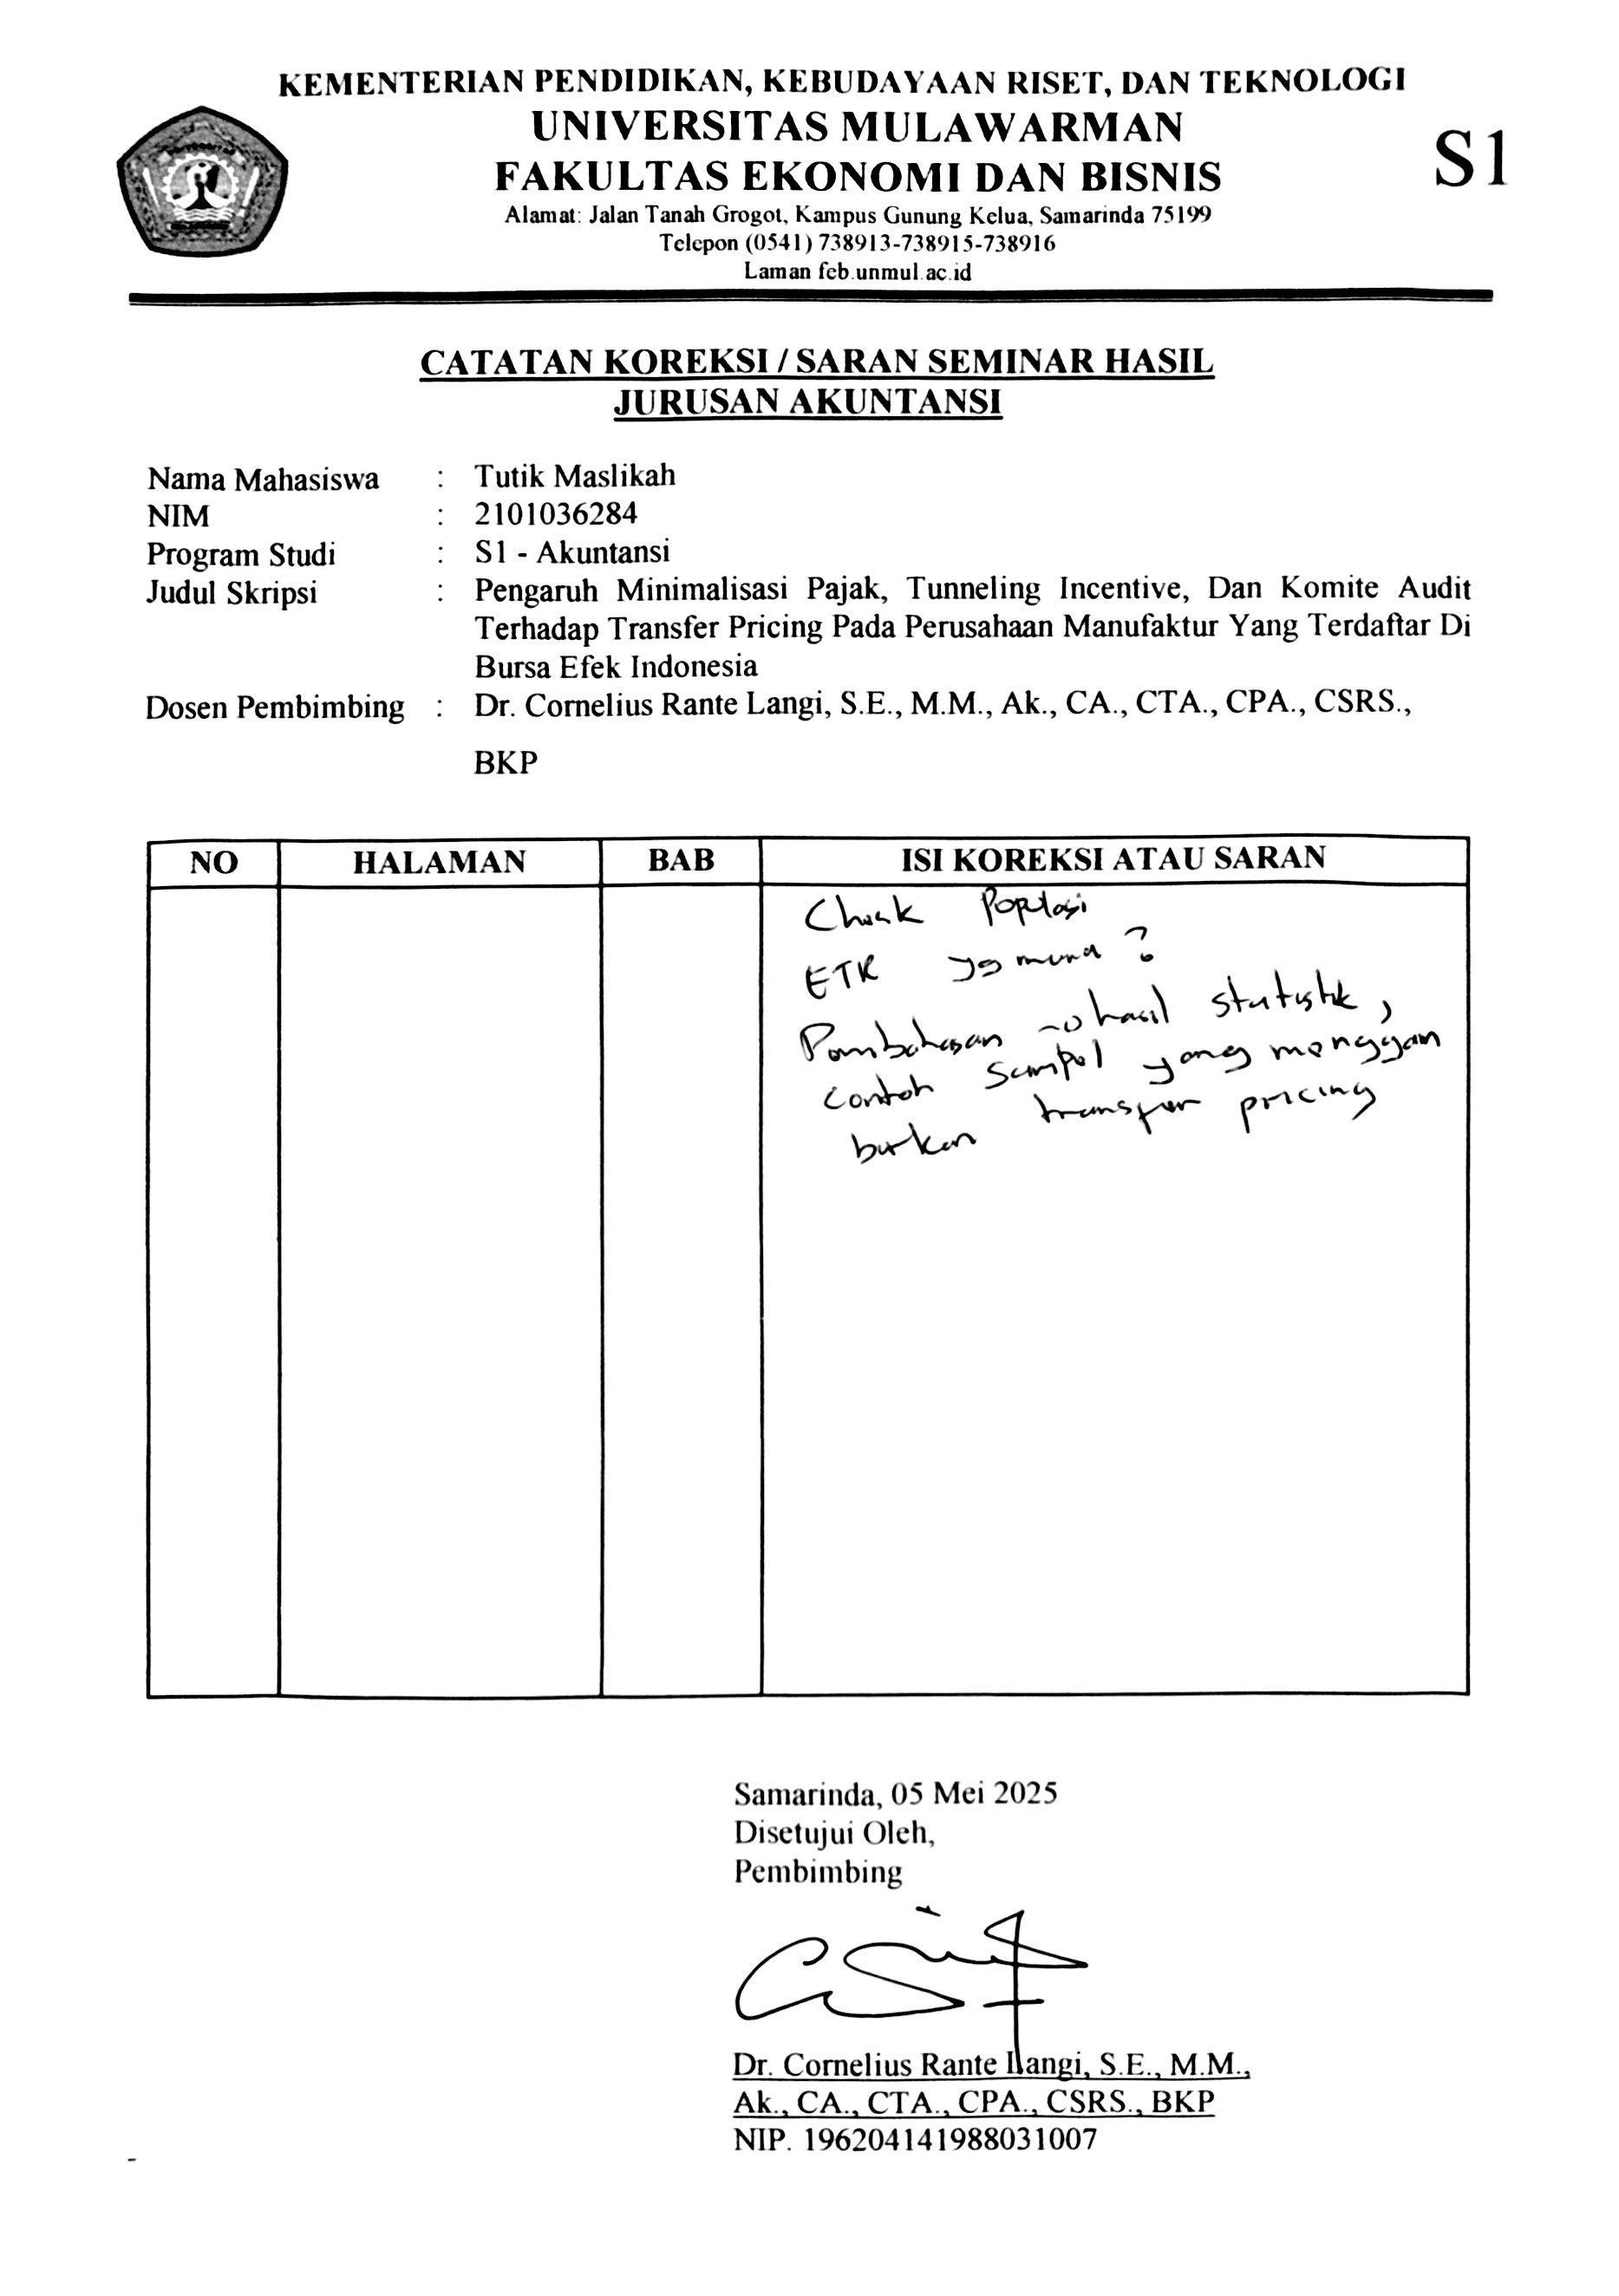 KEMENTERIAN PENDIDIKAN, KEBUDAYAAN RISET, DAN TEKNOLOGI
UNIVERSITAS MULAWARMAN
FAKULTAS EKONOMI DAN BISNIS
S1
Alamat: Jalan Tanah Grogot, Kampus Gunung Kelua, Samarinda 75199
Telepon (0541) 738913-738915-738916
Laman feb.unmul.ac.id
CATATAN KOREKSI / SARAN SEMINAR HASIL
JURUSAN AKUNTANSI
Nama Mahasiswa : Tutik Maslikah
NIM : 2101036284
Program Studi : S1 - Akuntansi
Judul Skripsi : Pengaruh Minimalisasi Pajak, Tunneling Incentive, Dan Komite Audit
Terhadap Transfer Pricing Pada Perusahaan Manufaktur Yang Terdaftar Di
Bursa Efek Indonesia
Dosen Pembimbing : Dr. Cornelius Rante Langi, S.E., M.M., Ak., CA., CTA., CPA., CSRS.,
BKP
NO HALAMAN BAB ISI KOREKSI ATAU SARAN
Check Populasi
ETR yg mana ?
Pembahasan → hasil statistik,
contoh sampel yang menggam
barkan transfer pricing
Samarinda, 05 Mei 2025
Disetujui Oleh,
Pembimbing
Dr. Cornelius Rante Langi, S.E., M.M.,
Ak., CA., CTA., CPA., CSRS., BKP
NIP. 196204141988031007